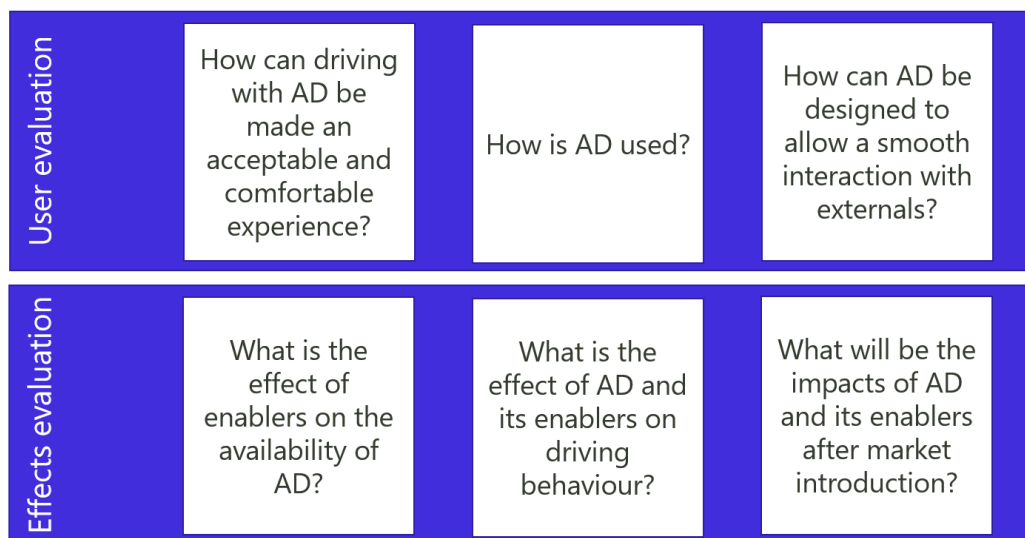 User evaluation
How can driving
with AD be
made an
acceptable and
comfortable
experience?
How is AD used?
How can AD be
designed to
allow a smooth
interaction with
externals?
Effects evaluation
What is the
effect of
enablers on the
availability of
AD?
What is the
effect of AD and
its enablers on
driving
behaviour?
What will be the
impacts of AD
and its enablers
after market
introduction?